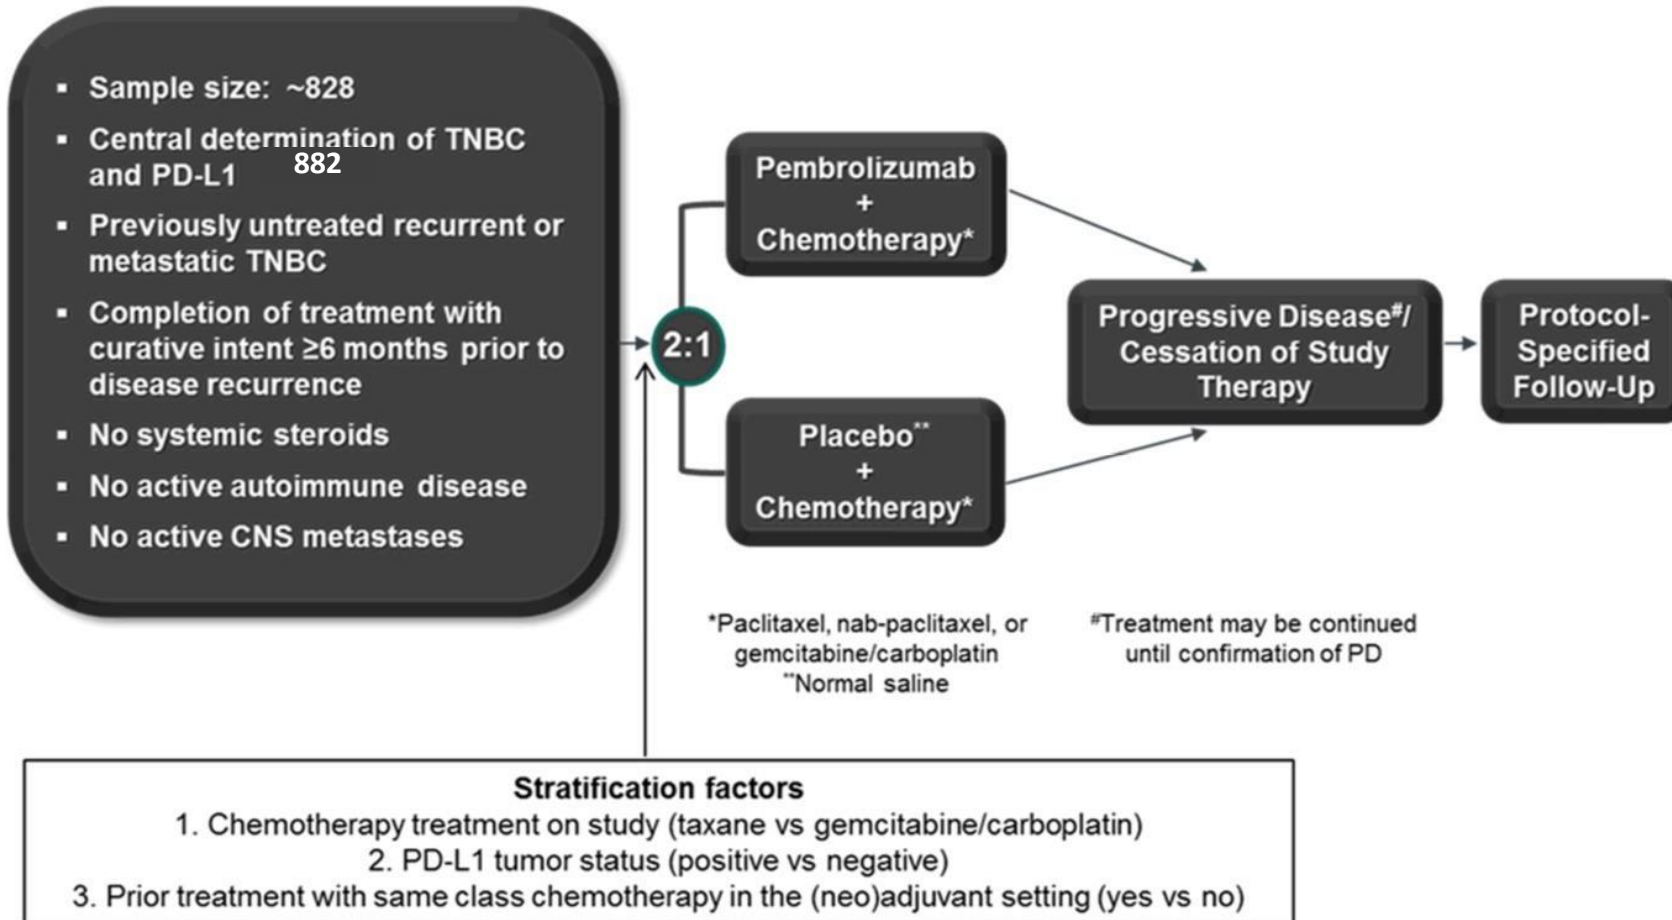 ▪ Sample size: ~828
▪ Central determination of TNBC
and PD-L1
882
▪ Previously untreated recurrent or
metastatic TNBC
▪ Completion of treatment with
curative intent ≥6 months prior to
disease recurrence
▪ No systemic steroids
▪ No active autoimmune disease
▪ No active CNS metastases
2:1
Pembrolizumab
+
Chemotherapy*
Placebo**
+
Chemotherapy*
Progressive Disease#/
Cessation of Study
Therapy
Protocol-
Specified
Follow-Up
*Paclitaxel, nab-paclitaxel, or
gemcitabine/carboplatin
**Normal saline
#Treatment may be continued
until confirmation of PD
Stratification factors
1. Chemotherapy treatment on study (taxane vs gemcitabine/carboplatin)
2. PD-L1 tumor status (positive vs negative)
3. Prior treatment with same class chemotherapy in the (neo)adjuvant setting (yes vs no)